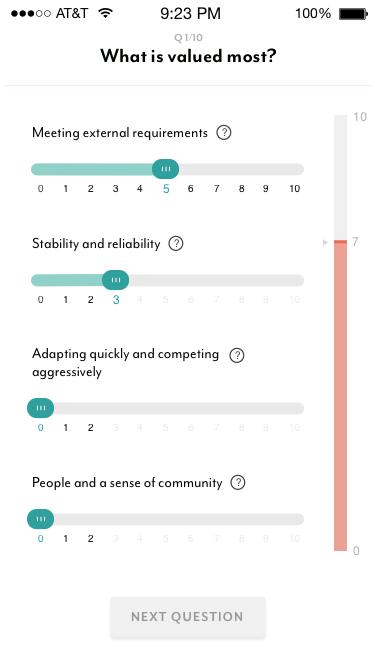 AT&T 9:23 PM 100%
Q 1/10
What is valued most?
10
Meeting external requirements ?
0 1 2 3 4 5 6 7 8 9 10
7
Stability and reliability ?
0 1 2 3 4 5 6 7 8 9 10
Adapting quickly and competing
aggressively ?
0 1 2 3 4 5 6 7 8 9 10
People and a sense of community ?
0 1 2 3 4 5 6 7 8 9 10
0
NEXT QUESTION